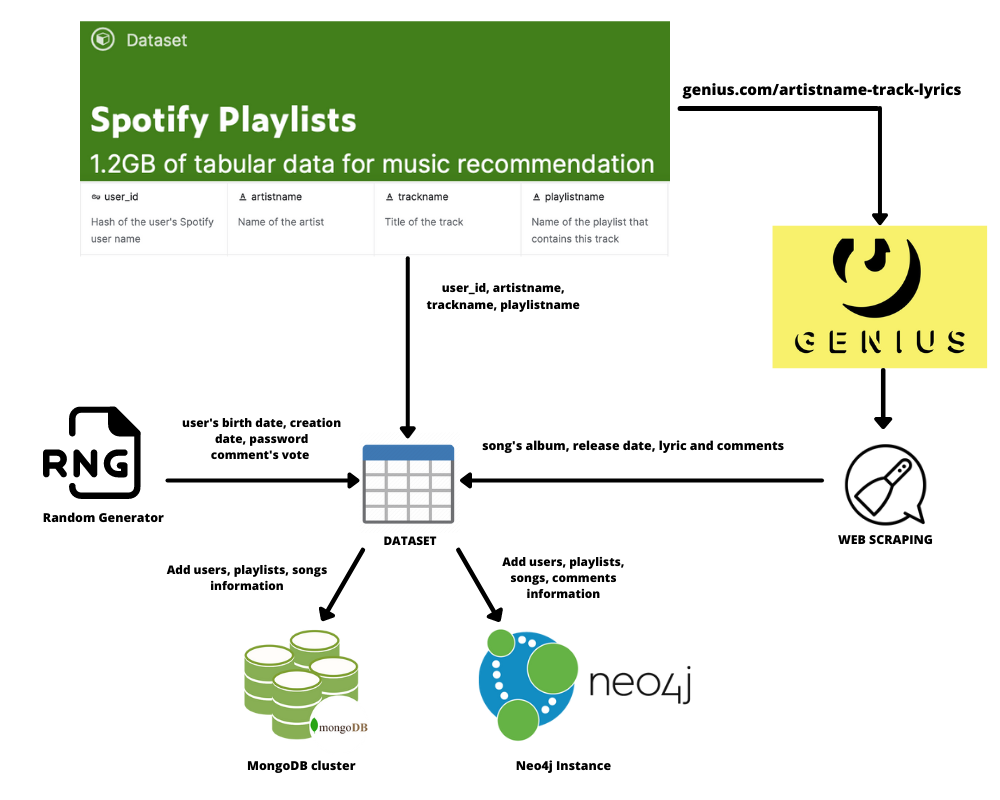 Dataset
Spotify Playlists
1.2GB of tabular data for music recommendation
user_id
Hash of the user's Spotify
user name
artistname
Name of the artist
trackname
Title of the track
playlistname
Name of the playlist that
contains this track
genius.com/artistname-track-lyrics
GENIUS
user_id, artistname,
trackname, playlistname
RNG
Random Generator
user's birth date, creation
date, password
comment's vote
song's album, release date, lyric and comments
WEB SCRAPING
DATASET
Add users, playlists, songs
information
Add users, playlists,
songs, comments
information
mongoDB
MongoDB cluster
neo4j
Neo4j Instance